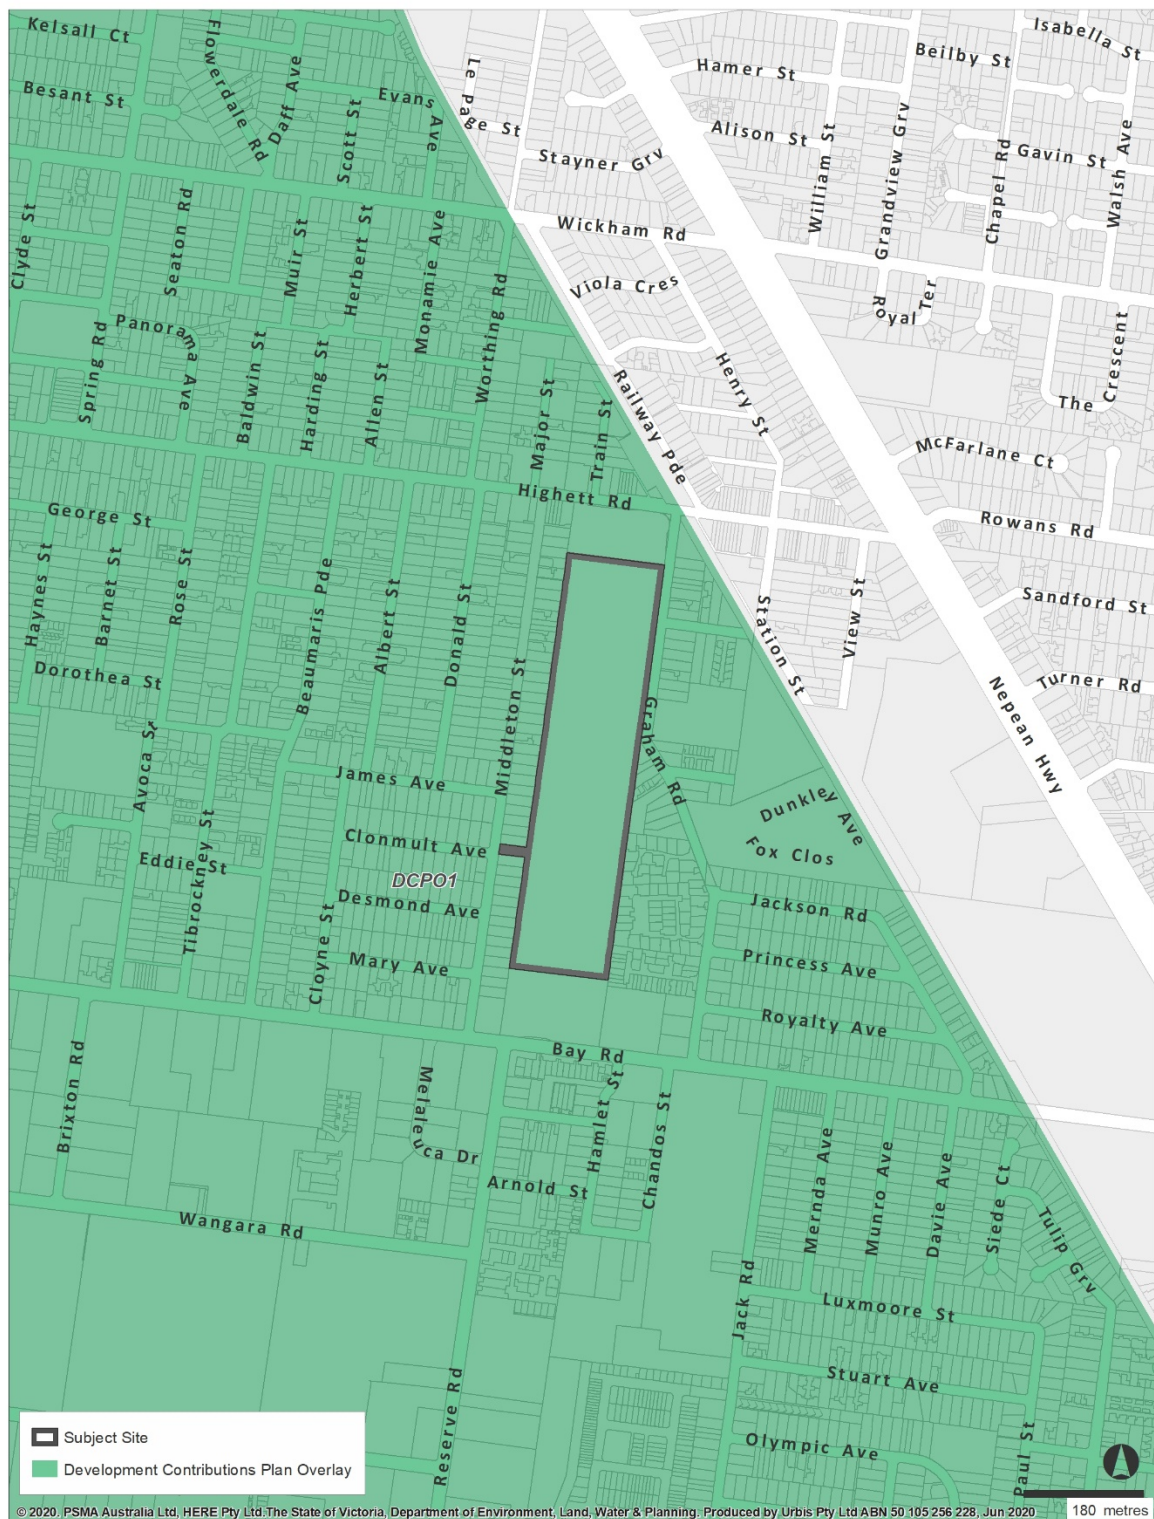 Kelsall Ct
Besant St
Flowerdale Rd
Daff Ave
Scott St
Evans Ave
Le Page St
Stayner Grv
Hamer St
Alison St
William St
Grandview Grv
Beilby St
Isabella St
Gavin St
Chapel Rd
Walsh Ave
Wickham Rd
Clyde St
Seaton Rd
Muir St
Herbert St
Monamie Ave
Worthing Rd
Viola Cres
Royal Ter
The Crescent
Panorama Ave
Spring Rd
Baldwin St
Harding St
Allen St
Major St
Train St
Railway Pde
Henry St
McFarlane Ct
Highett Rd
Rowans Rd
George St
Haynes St
Barnet St
Rose St
Beaumaris Pde
Albert St
Donald St
Middleton St
Station St
View St
Sandford St
Turner Rd
Nepean Hwy
Dorothea St
Avoca St
Graham Rd
James Ave
Dunkley Ave
Fox Clos
Clonmult Ave
Eddie St
Tibrockney St
DCPO1
Desmond Ave
Jackson Rd
Cloyne St
Mary Ave
Princess Ave
Royalty Ave
Bay Rd
Brixton Rd
Melaleuca Dr
Hamlet St
Chandos St
Arnold St
Mernda Ave
Munro Ave
Davie Ave
Siede Ct
Tulip Grv
Wangara Rd
Jack Rd
Luxmoore St
Stuart Ave
Reserve Rd
Olympic Ave
Paul St
Subject Site
Development Contributions Plan Overlay
180 metres
© 2020. PSMA Australia Ltd, HERE Pty Ltd.The State of Victoria, Department of Environment, Land, Water & Planning. Produced by Urbis Pty Ltd ABN 50 105 256 228, Jun 2020